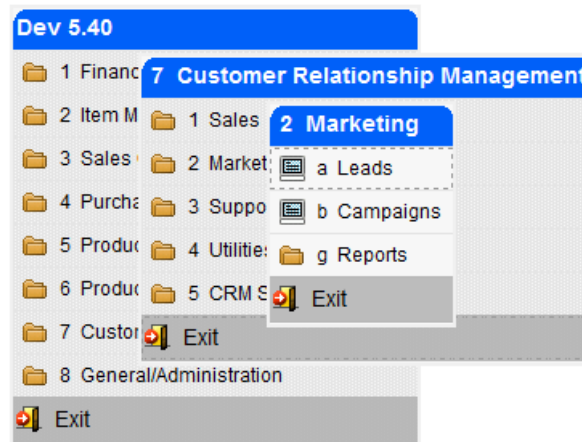 Dev 5.40
1 Financ
2 Item M
3 Sales
4 Purcha
5 Produc
6 Produc
7 Custor
8 General/Administration
Exit
7 Customer Relationship Management
1 Sales
2 Market
3 Suppo
4 Utilities
5 CRM S
Exit
2 Marketing
a Leads
b Campaigns
g Reports
Exit